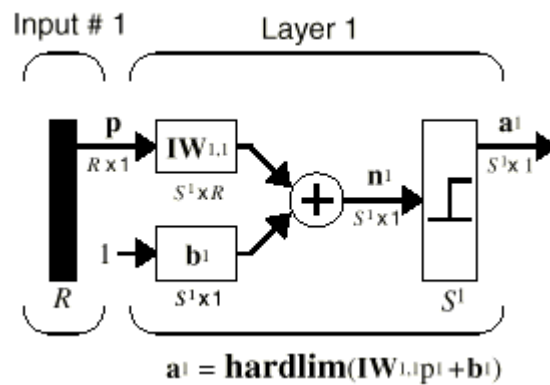 Input # 1 Layer 1
p a¹
R x 1 IW¹,¹ n¹ S¹ x 1
S¹ x R S¹ x 1
1 b¹
R S¹ x 1 S¹
a¹ = hardlim(IW¹,¹p¹+b¹)